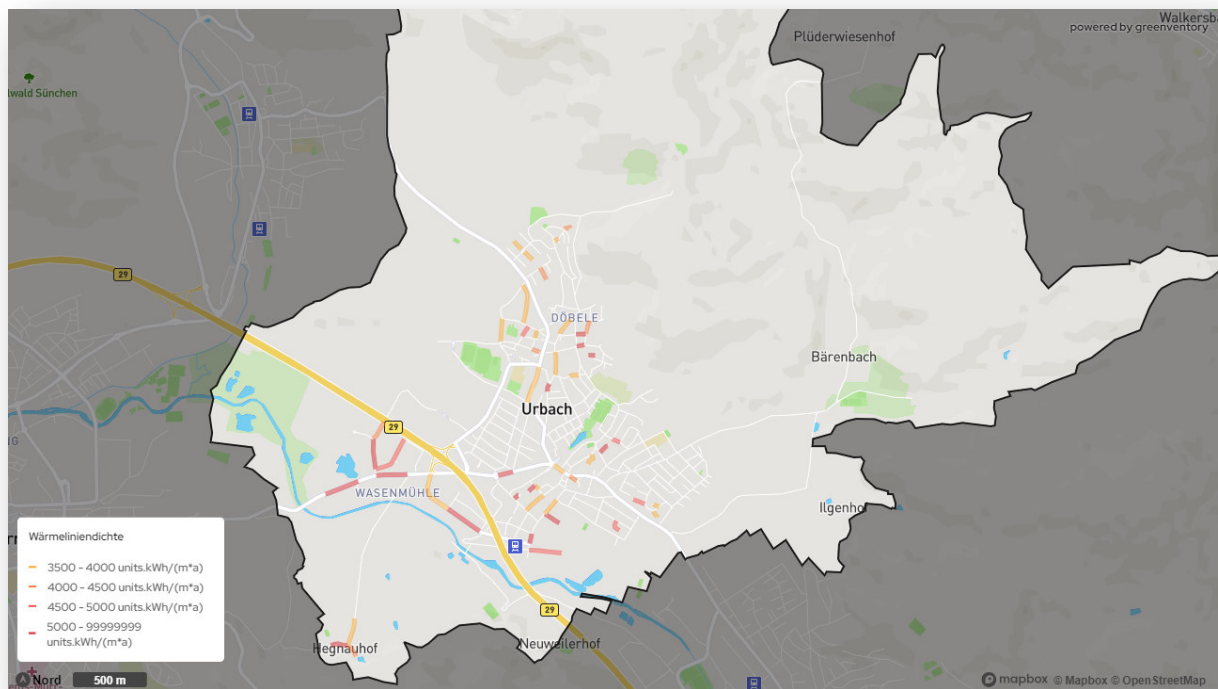 Walkersb
powered by greenventory
Plüderwiesenhof
lwald Sünchen
29
DÖBELE
Bärenbach
Urbach
29
NG
WASENMÜHLE
Ilgenhof
Wärmeliniendichte
3500 - 4000 units.kWh/(m*a)
4000 - 4500 units.kWh/(m*a)
4500 - 5000 units.kWh/(m*a)
5000 - 99999999
units.kWh/(m*a)
29
Hegnauhof
Neuweilerhof
Nord
500 m
mapbox © Mapbox © OpenStreetMap